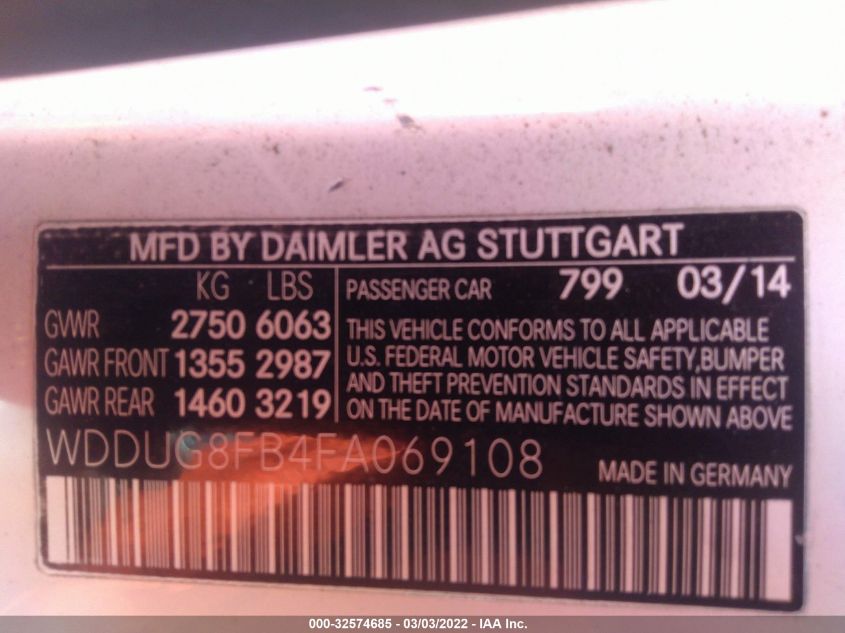 MFD BY DAIMLER AG STUTTGART
KG LBS
GVWR 2750 6063
GAWR FRONT 1355 2987
GAWR REAR 1460 3219
PASSENGER CAR 799 03/14
THIS VEHICLE CONFORMS TO ALL APPLICABLE
U.S. FEDERAL MOTOR VEHICLE SAFETY,BUMPER
AND THEFT PREVENTION STANDARDS IN EFFECT
ON THE DATE OF MANUFACTURE SHOWN ABOVE
WDDUG8FB4FA069108
MADE IN GERMANY
000-32574685 - 03/03/2022 - IAA Inc.